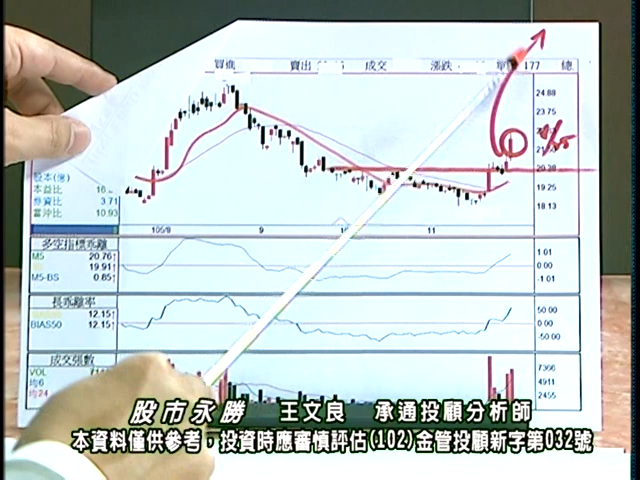 買進 賣出 成交 漲跌 177 總
24.88
23.75
20.38
19.25
18.13
股本(億)
本益比
券資比 3.71
當沖比 10.93
105/8 9 11
多空指標乖離
M5 20.76↑
19.91↑
M5-BS 0.85↑
1.01
0.00
-1.01
長乖離率
12.15↑
BIAS50 12.15↑
50.00
0.00
-50.00
成交張數
VOL
均6
均24
7366
4911
2455
股市永勝 王文良 承通投顧分析師
本資料僅供參考，投資時應審慎評估(102)金管投顧新字第032號